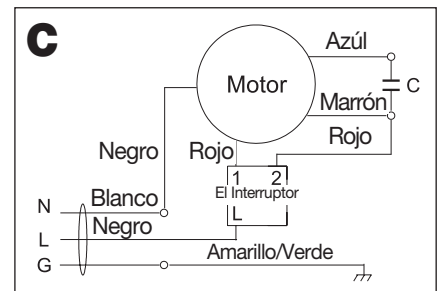 C
Azúl
Motor
C
Marrón
Negro
Rojo
Rojo
1 2
El Interruptor
L
N
Blanco
L
Negro
G
Amarillo/Verde